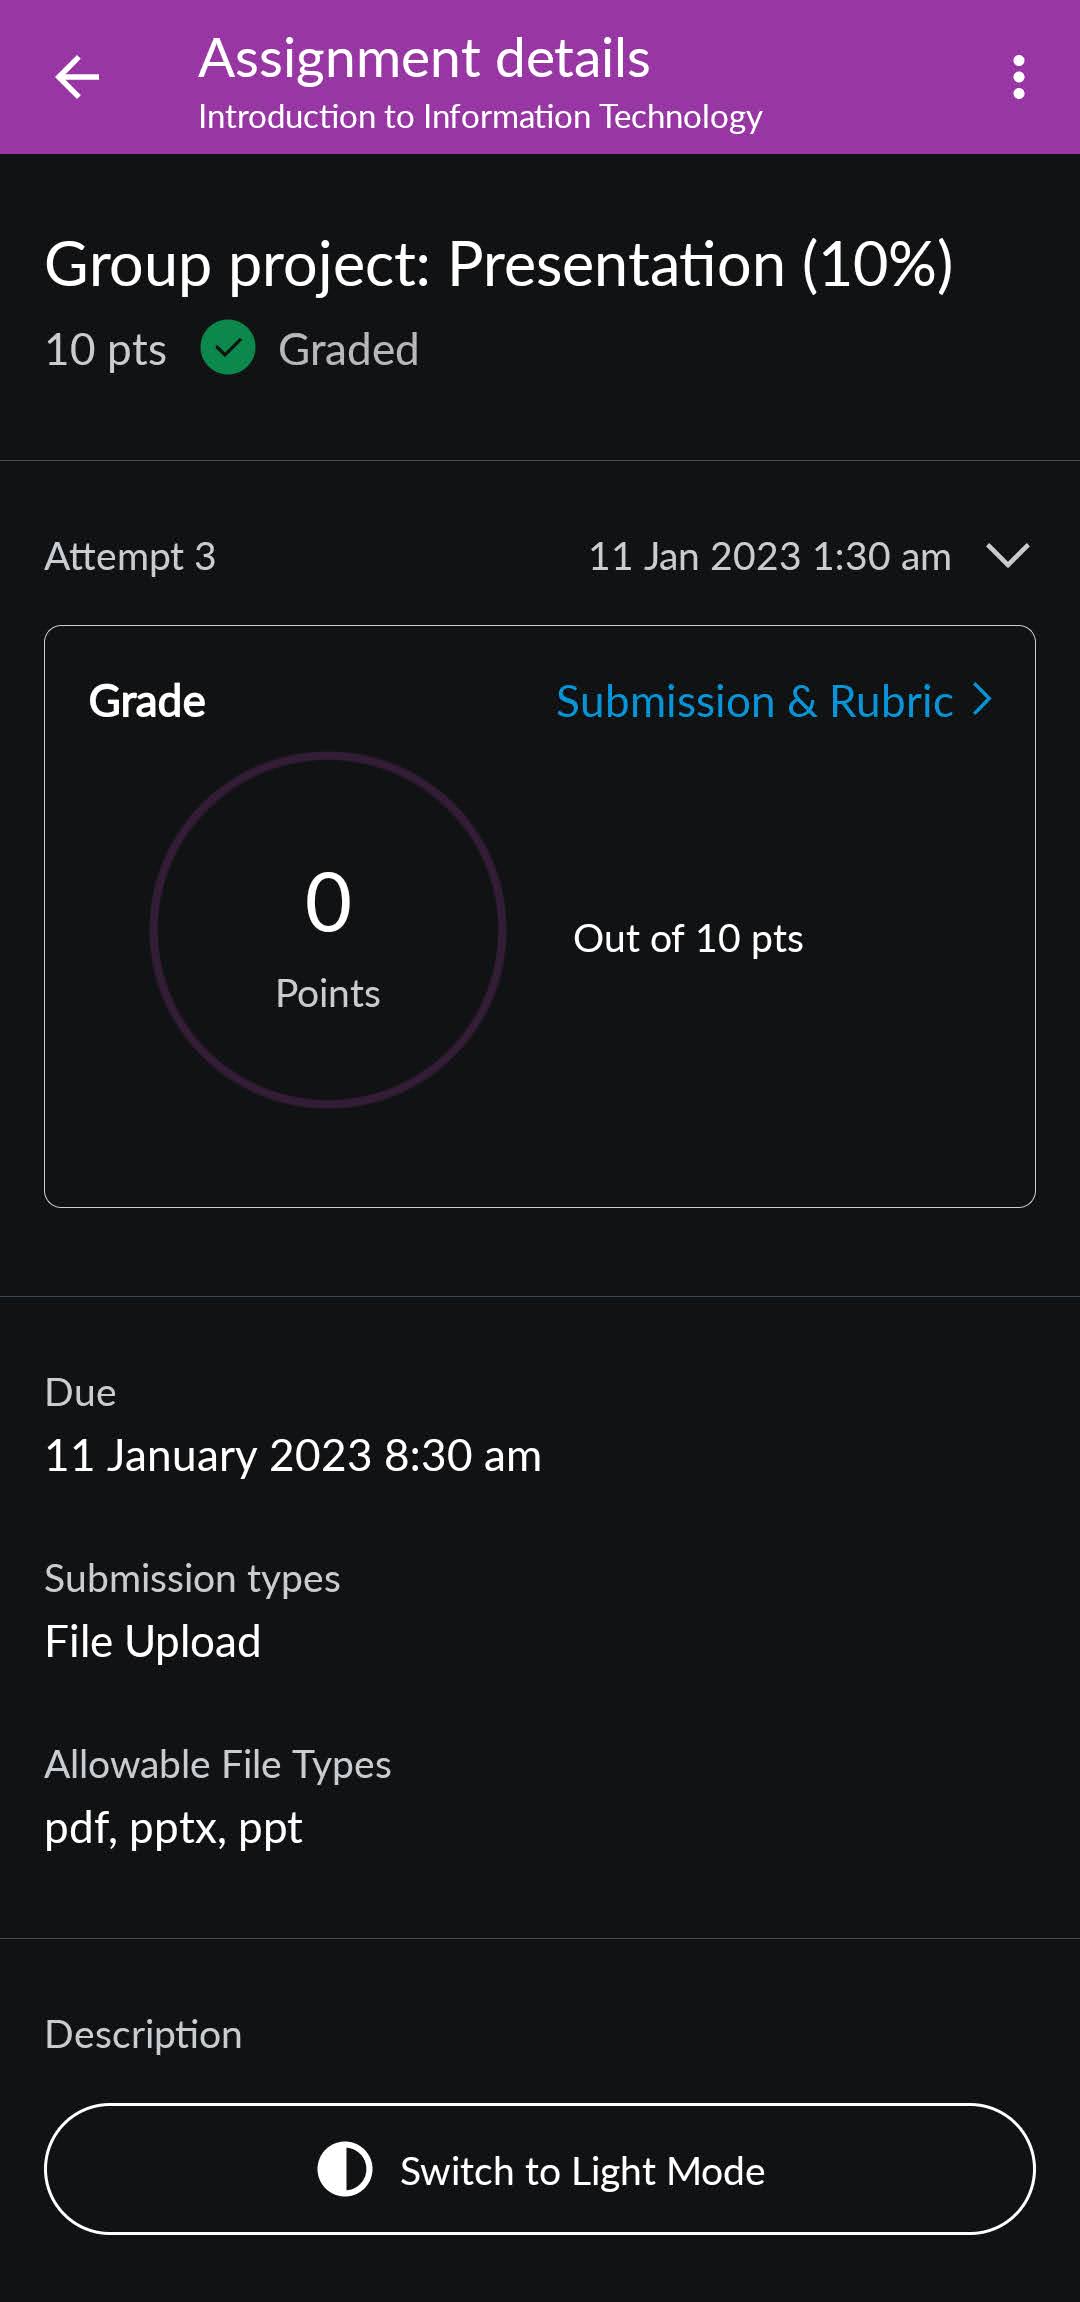 Assignment details
Introduction to Information Technology
Group project: Presentation (10%)
10 pts Graded
Attempt 3 11 Jan 2023 1:30 am
Grade Submission & Rubric
0
Points
Out of 10 pts
Due
11 January 2023 8:30 am
Submission types
File Upload
Allowable File Types
pdf, pptx, ppt
Description
Switch to Light Mode